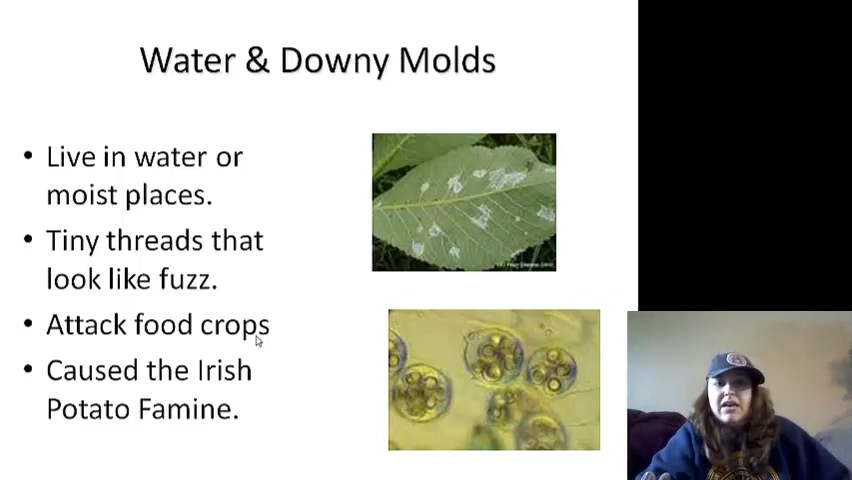 Water & Downy Molds
• Live in water or
moist places.
• Tiny threads that
look like fuzz.
• Attack food crops
• Caused the Irish
Potato Famine.